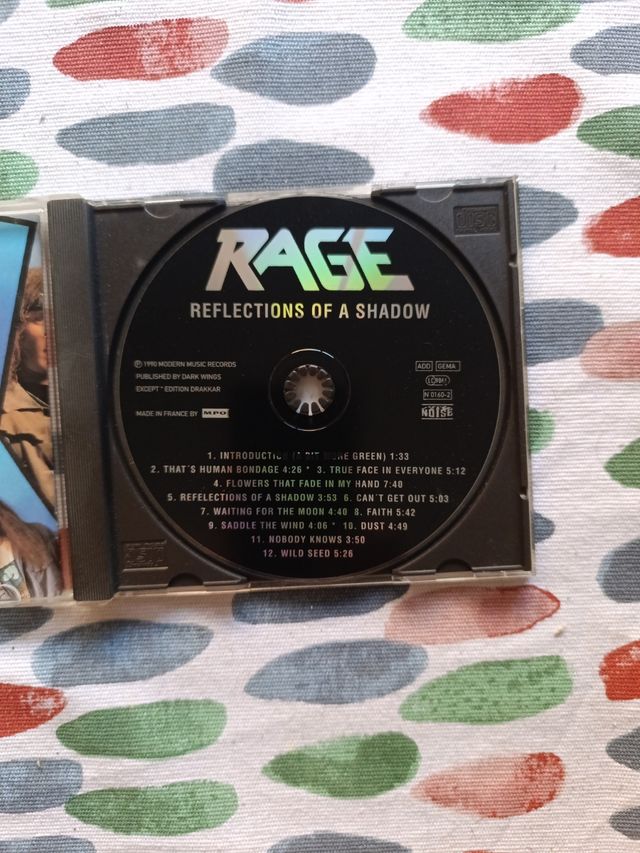 RAGE
REFLECTIONS OF A SHADOW
℗ 1990 MODERN MUSIC RECORDS
PUBLISHED BY DARK WINGS
EXCEPT * EDITION DRAKKAR
MADE IN FRANCE BY MPO
ADD GEMA
N 0160-2
NOISE
1. INTRODUCTION (A BIT MORE GREEN) 1:33
2. THAT´S HUMAN BONDAGE 4:26 * 3. TRUE FACE IN EVERYONE 5:12
4. FLOWERS THAT FADE IN MY HAND 7:40
5. REFELECTIONS OF A SHADOW 3:53 6. CAN´T GET OUT 5:03
7. WAITING FOR THE MOON 4:40 8. FAITH 5:42
9. SADDLE THE WIND 4:06 * 10. DUST 4:49
11. NOBODY KNOWS 3:50
12. WILD SEED 5:26